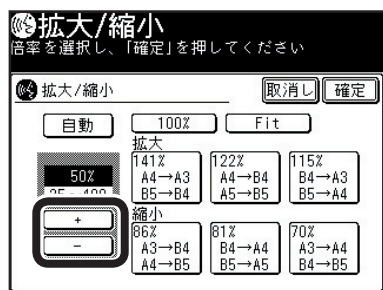 拡大/縮小
倍率を選択し、「確定」を押してください
拡大/縮小
取消し
確定
自動
100%
Fit
拡大
50%
141%
A4→A3
B5→B4
122%
A4→B4
A5→B5
115%
B4→A3
B5→A4
+
-
縮小
86%
A3→B4
A4→B5
81%
B4→A4
B5→A5
70%
A3→A4
B4→B5